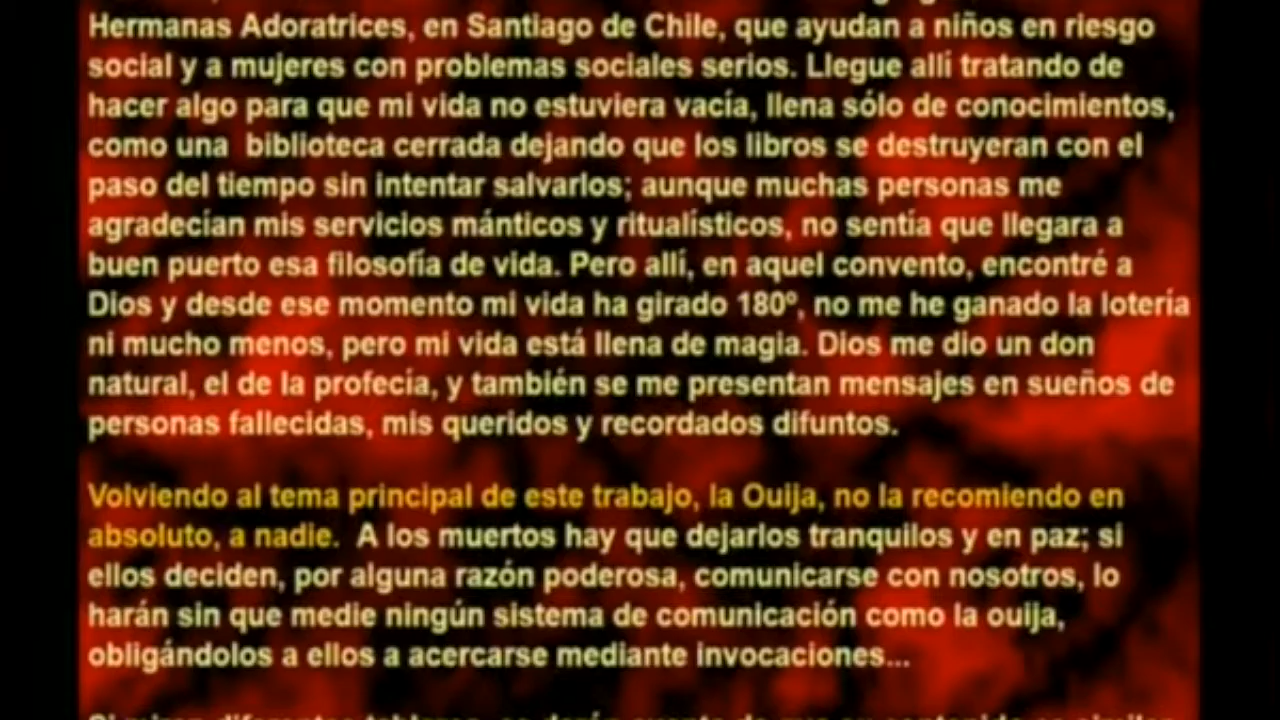 Hermanas Adoratrices, en Santiago de Chile, que ayudan a niños en riesgo
social y a mujeres con problemas sociales serios. Llegue allí tratando de
hacer algo para que mi vida no estuviera vacía, llena sólo de conocimientos,
como una biblioteca cerrada dejando que los libros se destruyeran con el
paso del tiempo sin intentar salvarlos; aunque muchas personas me
agradecían mis servicios mánticos y ritualísticos, no sentía que llegara a
buen puerto esa filosofía de vida. Pero allí, en aquel convento, encontré a
Dios y desde ese momento mi vida ha girado 180º, no me he ganado la lotería
ni mucho menos, pero mi vida está llena de magia. Dios me dio un don
natural, el de la profecía, y también se me presentan mensajes en sueños de
personas fallecidas, mis queridos y recordados difuntos.
Volviendo al tema principal de este trabajo, la Ouija, no la recomiendo en
absoluto, a nadie. A los muertos hay que dejarlos tranquilos y en paz; si
ellos deciden, por alguna razón poderosa, comunicarse con nosotros, lo
harán sin que medie ningún sistema de comunicación como la ouija,
obligándolos a ellos a acercarse mediante invocaciones...